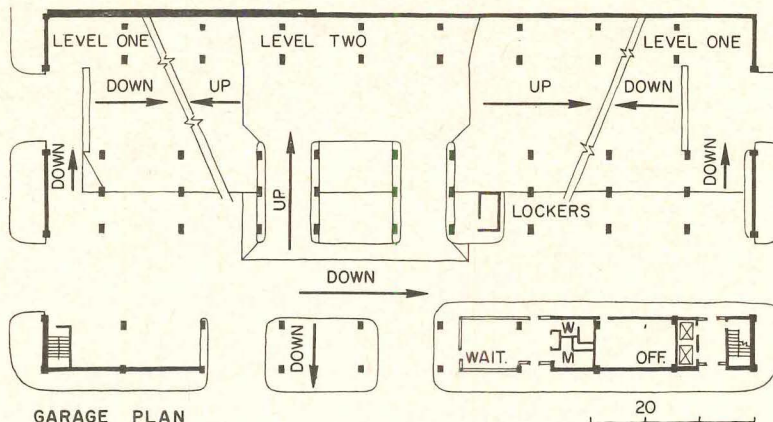 LEVEL ONE
LEVEL TWO
LEVEL ONE
DOWN
UP
UP
DOWN
DOWN
UP
DOWN
LOCKERS
DOWN
DOWN
WAIT.
W
M
OFF.
GARAGE PLAN
20